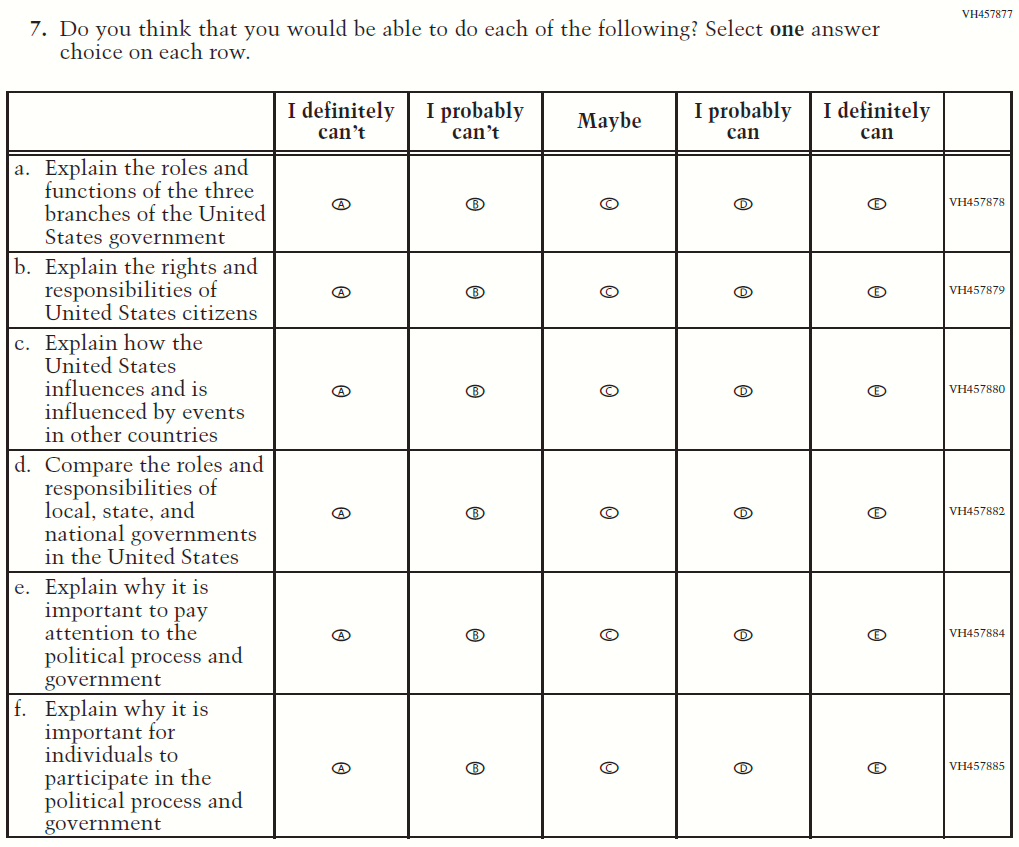 VH457877
7. Do you think that you would be able to do each of the following? Select one answer
choice on each row.
I definitely can’t I probably can’t Maybe I probably can I definitely can
a. Explain the roles and
functions of the three
branches of the United
States government
A B C D E VH457878
b. Explain the rights and
responsibilities of
United States citizens
A B C D E VH457879
c. Explain how the
United States
influences and is
influenced by events
in other countries
A B C D E VH457880
d. Compare the roles and
responsibilities of
local, state, and
national governments
in the United States
A B C D E VH457882
e. Explain why it is
important to pay
attention to the
political process and
government
A B C D E VH457884
f. Explain why it is
important for
individuals to
participate in the
political process and
government
A B C D E VH457885